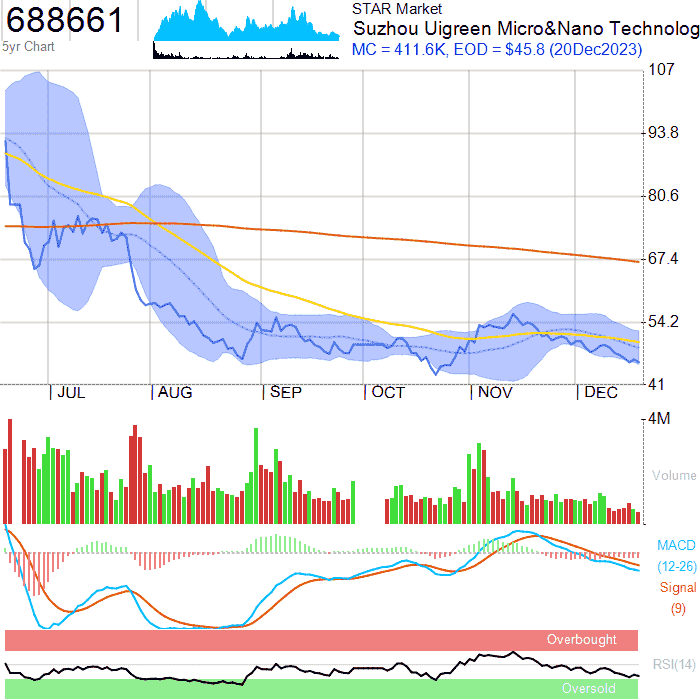 688661
5yr Chart
STAR Market
Suzhou Uigreen Micro&Nano Technolog
MC = 411.6K, EOD = $45.8 (20Dec2023)
107
93.8
80.6
67.4
54.2
41
JUL
AUG
SEP
OCT
NOV
DEC
4M
Volume
MACD
(12-26)
Signal
(9)
Overbought
RSI(14)
Oversold